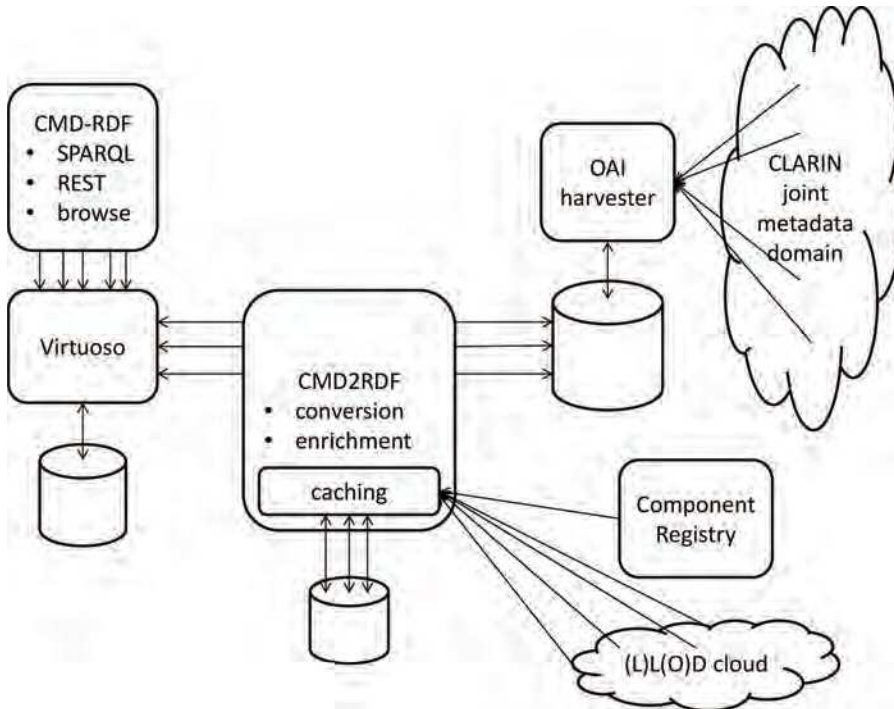 CMD-RDF
• SPARQL
• REST
• browse
Virtuoso
CMD2RDF
• conversion
• enrichment
caching
OAI
harvester
CLARIN
joint
metadata
domain
Component
Registry
(L)L(O)D cloud